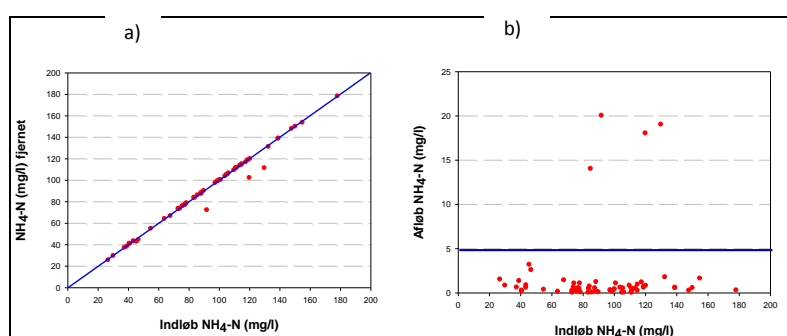 a)
b)
NH4-N (mg/l) fjernet
200
180
160
140
120
100
80
60
40
20
0
0 20 40 60 80 100 120 140 160 180 200
Indløb NH4-N (mg/l)
Afløb NH4-N (mg/l)
25
20
15
10
5
0
0 20 40 60 80 100 120 140 160 180 200
Indløb NH4-N (mg/l)